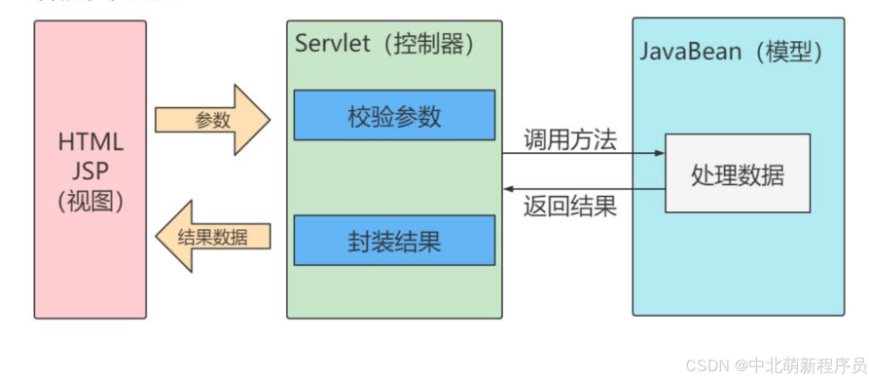 HTML
JSP
(视图)
参数
结果数据
Servlet（控制器）
校验参数
封装结果
调用方法
返回结果
JavaBean（模型）
处理数据
CSDN @中北萌新程序员